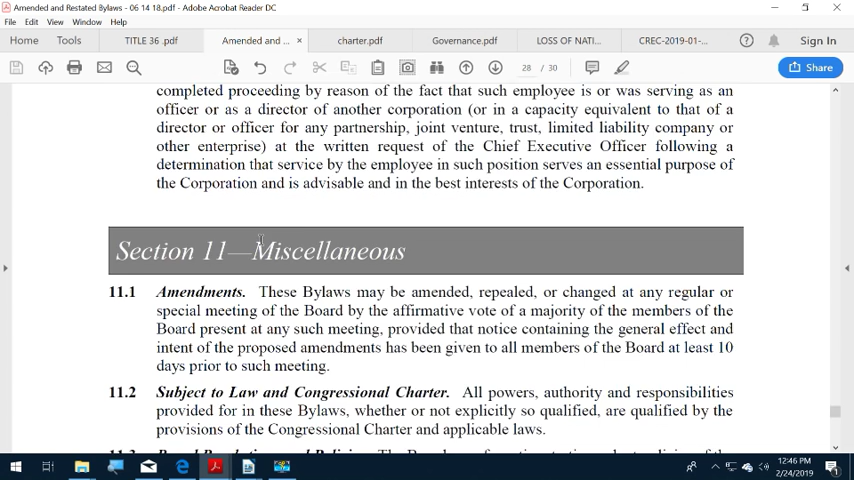 Amended and Restated Bylaws - 06 14 18.pdf - Adobe Acrobat Reader DC
File Edit View Window Help
Home Tools TITLE 36 .pdf Amended and ... × charter.pdf Governance.pdf LOSS OF NATI... CREC-2019-01-... Sign In
28 / 30 Share
completed proceeding by reason of the fact that such employee is or was serving as an
officer or as a director of another corporation (or in a capacity equivalent to that of a
director or officer for any partnership, joint venture, trust, limited liability company or
other enterprise) at the written request of the Chief Executive Officer following a
determination that service by the employee in such position serves an essential purpose of
the Corporation and is advisable and in the best interests of the Corporation.
Section 11—Miscellaneous
11.1 Amendments. These Bylaws may be amended, repealed, or changed at any regular or
special meeting of the Board by the affirmative vote of a majority of the members of the
Board present at any such meeting, provided that notice containing the general effect and
intent of the proposed amendments has been given to all members of the Board at least 10
days prior to such meeting.
11.2 Subject to Law and Congressional Charter. All powers, authority and responsibilities
provided for in these Bylaws, whether or not explicitly so qualified, are qualified by the
provisions of the Congressional Charter and applicable laws.
12:46 PM
2/24/2019